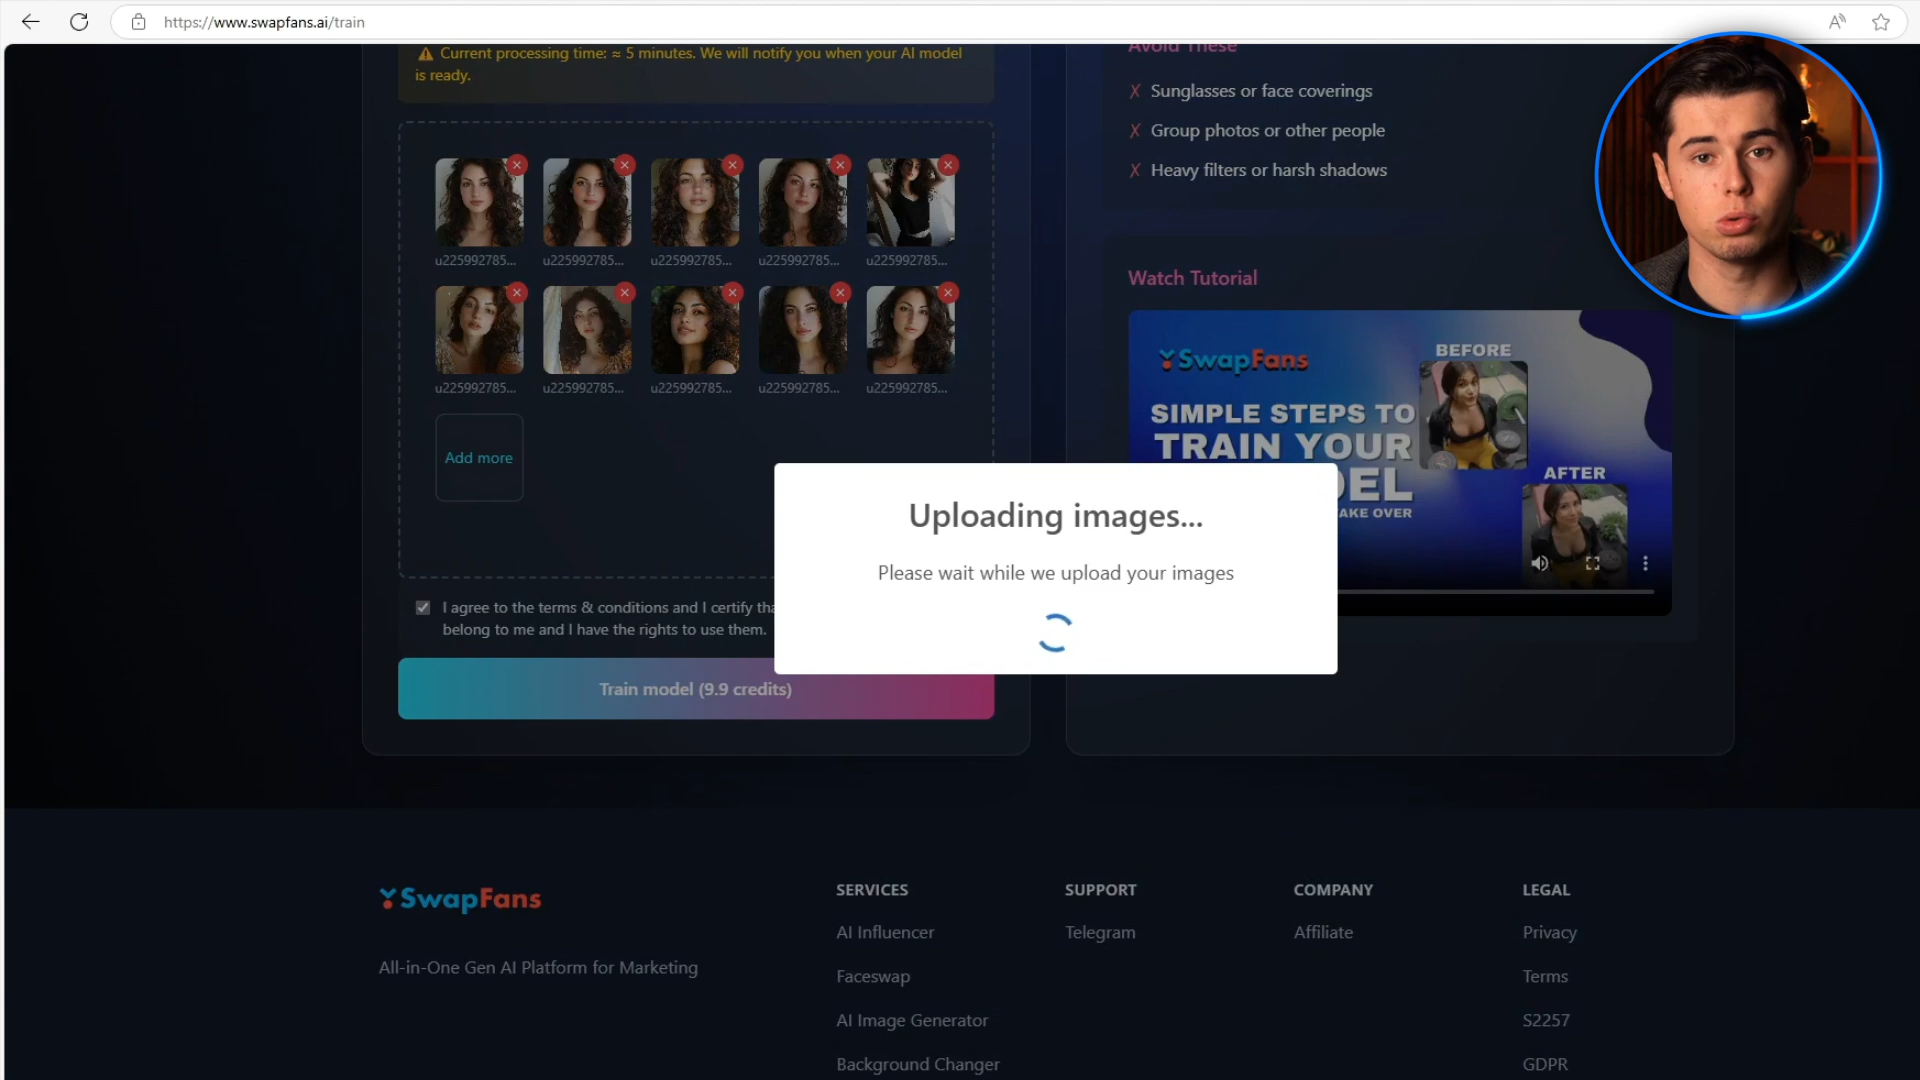 https://www.swapfans.ai/train
Current processing time: ≈ 5 minutes. We will notify you when your AI model
is ready.
u225992785...
u225992785...
u225992785...
u225992785...
u225992785...
u225992785...
u225992785...
u225992785...
u225992785...
u225992785...
Add more
I agree to the terms & conditions and I certify
belong to me and I have the rights to use them.
Train model (9.9 credits)
Uploading images...
Please wait while we upload your images
Avoid These
X Sunglasses or face coverings
X Group photos or other people
X Heavy filters or harsh shadows
Watch Tutorial
SwapFans
BEFORE
SIMPLE STEPS TO
TRAIN YOUR
AFTER
SwapFans
All-in-One Gen AI Platform for Marketing
SERVICES
AI Influencer
Faceswap
AI Image Generator
Background Changer
SUPPORT
Telegram
COMPANY
Affiliate
LEGAL
Privacy
Terms
S2257
GDPR